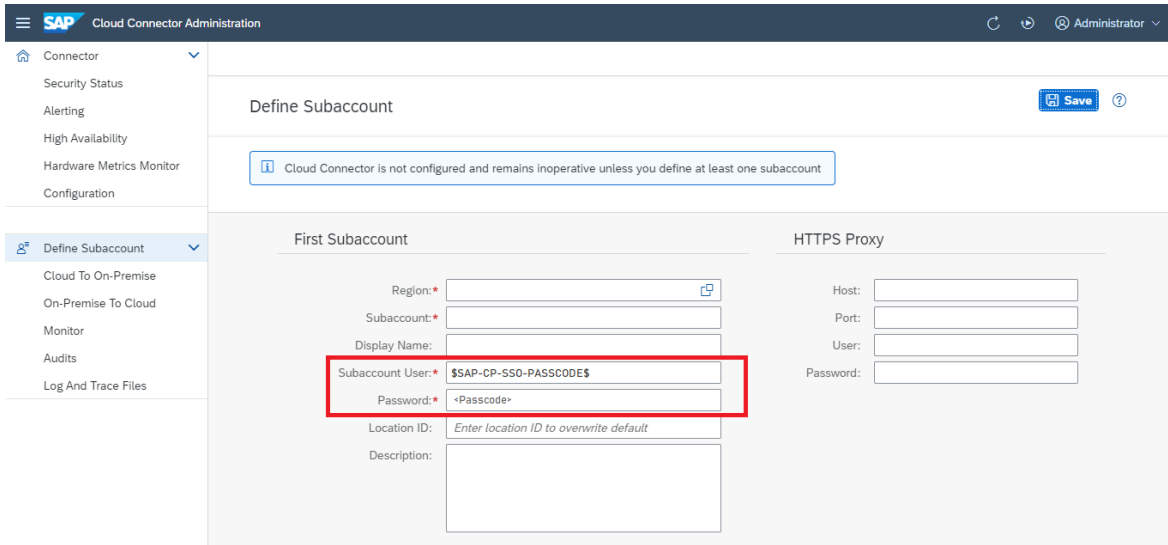 SAP Cloud Connector Administration Administrator
Connector
Security Status
Alerting
High Availability
Hardware Metrics Monitor
Configuration
Define Subaccount
Cloud To On-Premise
On-Premise To Cloud
Monitor
Audits
Log And Trace Files
Define Subaccount
Save
Cloud Connector is not configured and remains inoperative unless you define at least one subaccount
First Subaccount
Region:*
Subaccount:*
Display Name:
Subaccount User:* $SAP-CP-SSO-PASSCODE$
Password:* <Passcode>
Location ID: Enter location ID to overwrite default
Description:
HTTPS Proxy
Host:
Port:
User:
Password: